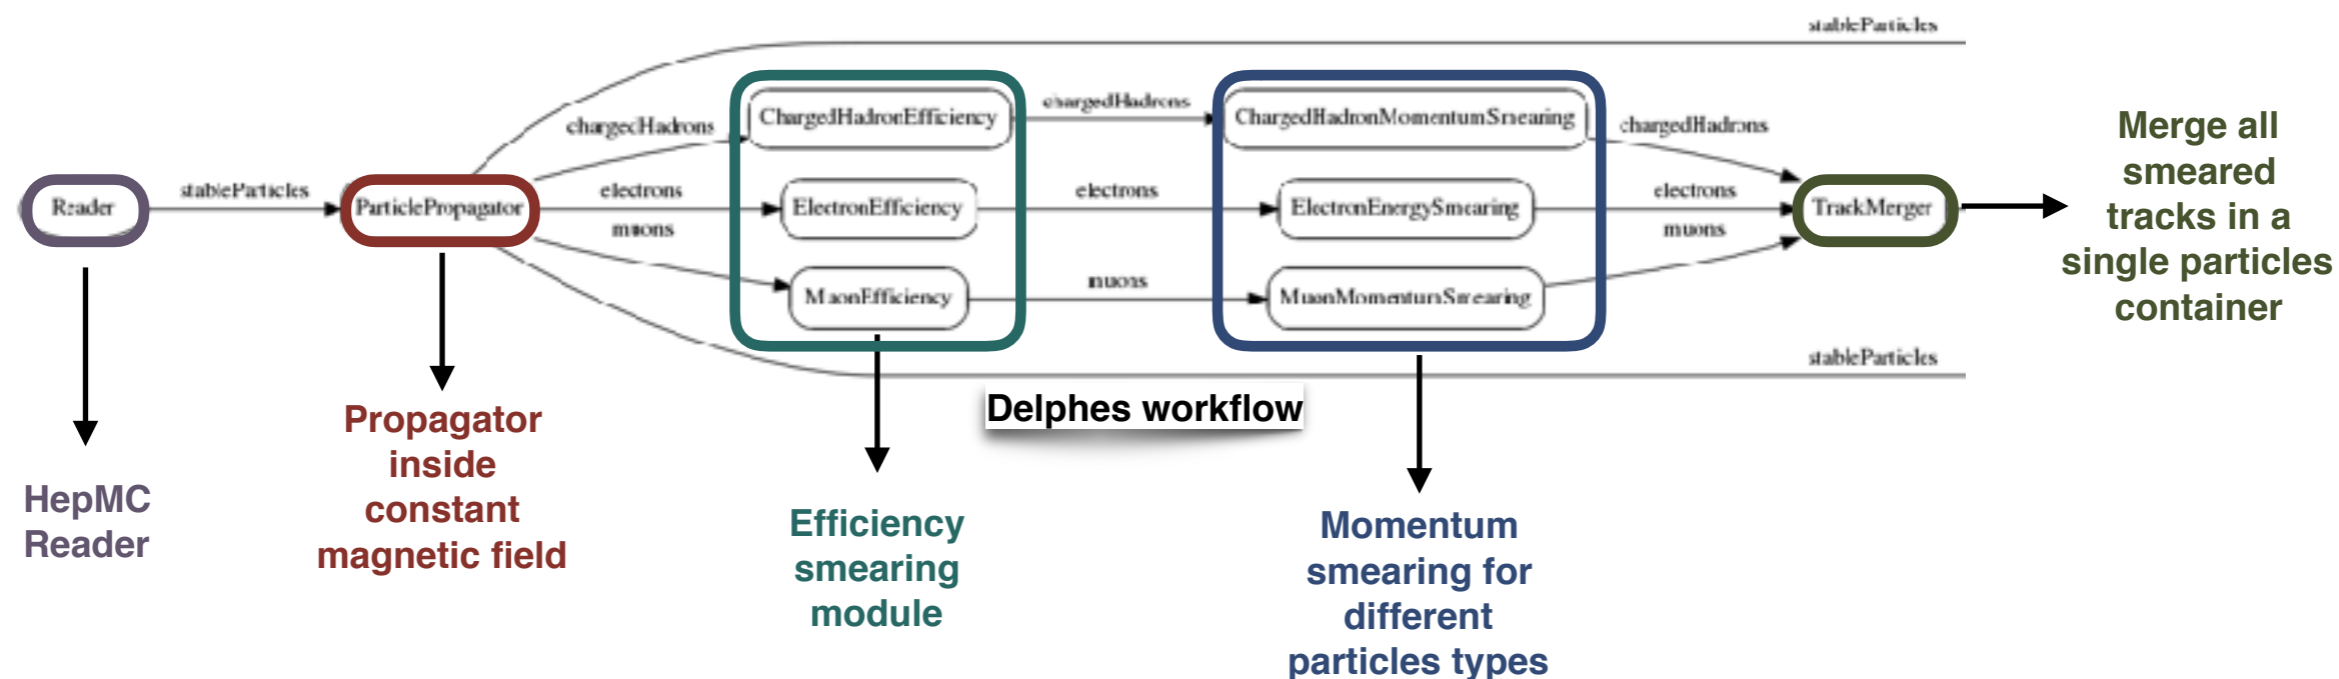 stableParticles
ChargedHadronEfficiency
chargedHadrons
ChargedHadronMomentumSmearing
chargedHadrons
chargedHadrons
Reader
stableParticles
ParticlePropagator
electrons
ElectronEfficiency
electrons
ElectronEnergySmearing
electrons
TrackMerger
muons
muons
MuonEfficiency
muons
MuonMomentumSmearing
stableParticles
Delphes workflow
HepMC
Reader
Propagator
inside
constant
magnetic field
Efficiency
smearing
module
Momentum
smearing for
different
particles types
Merge all
smeared
tracks in a
single particles
container